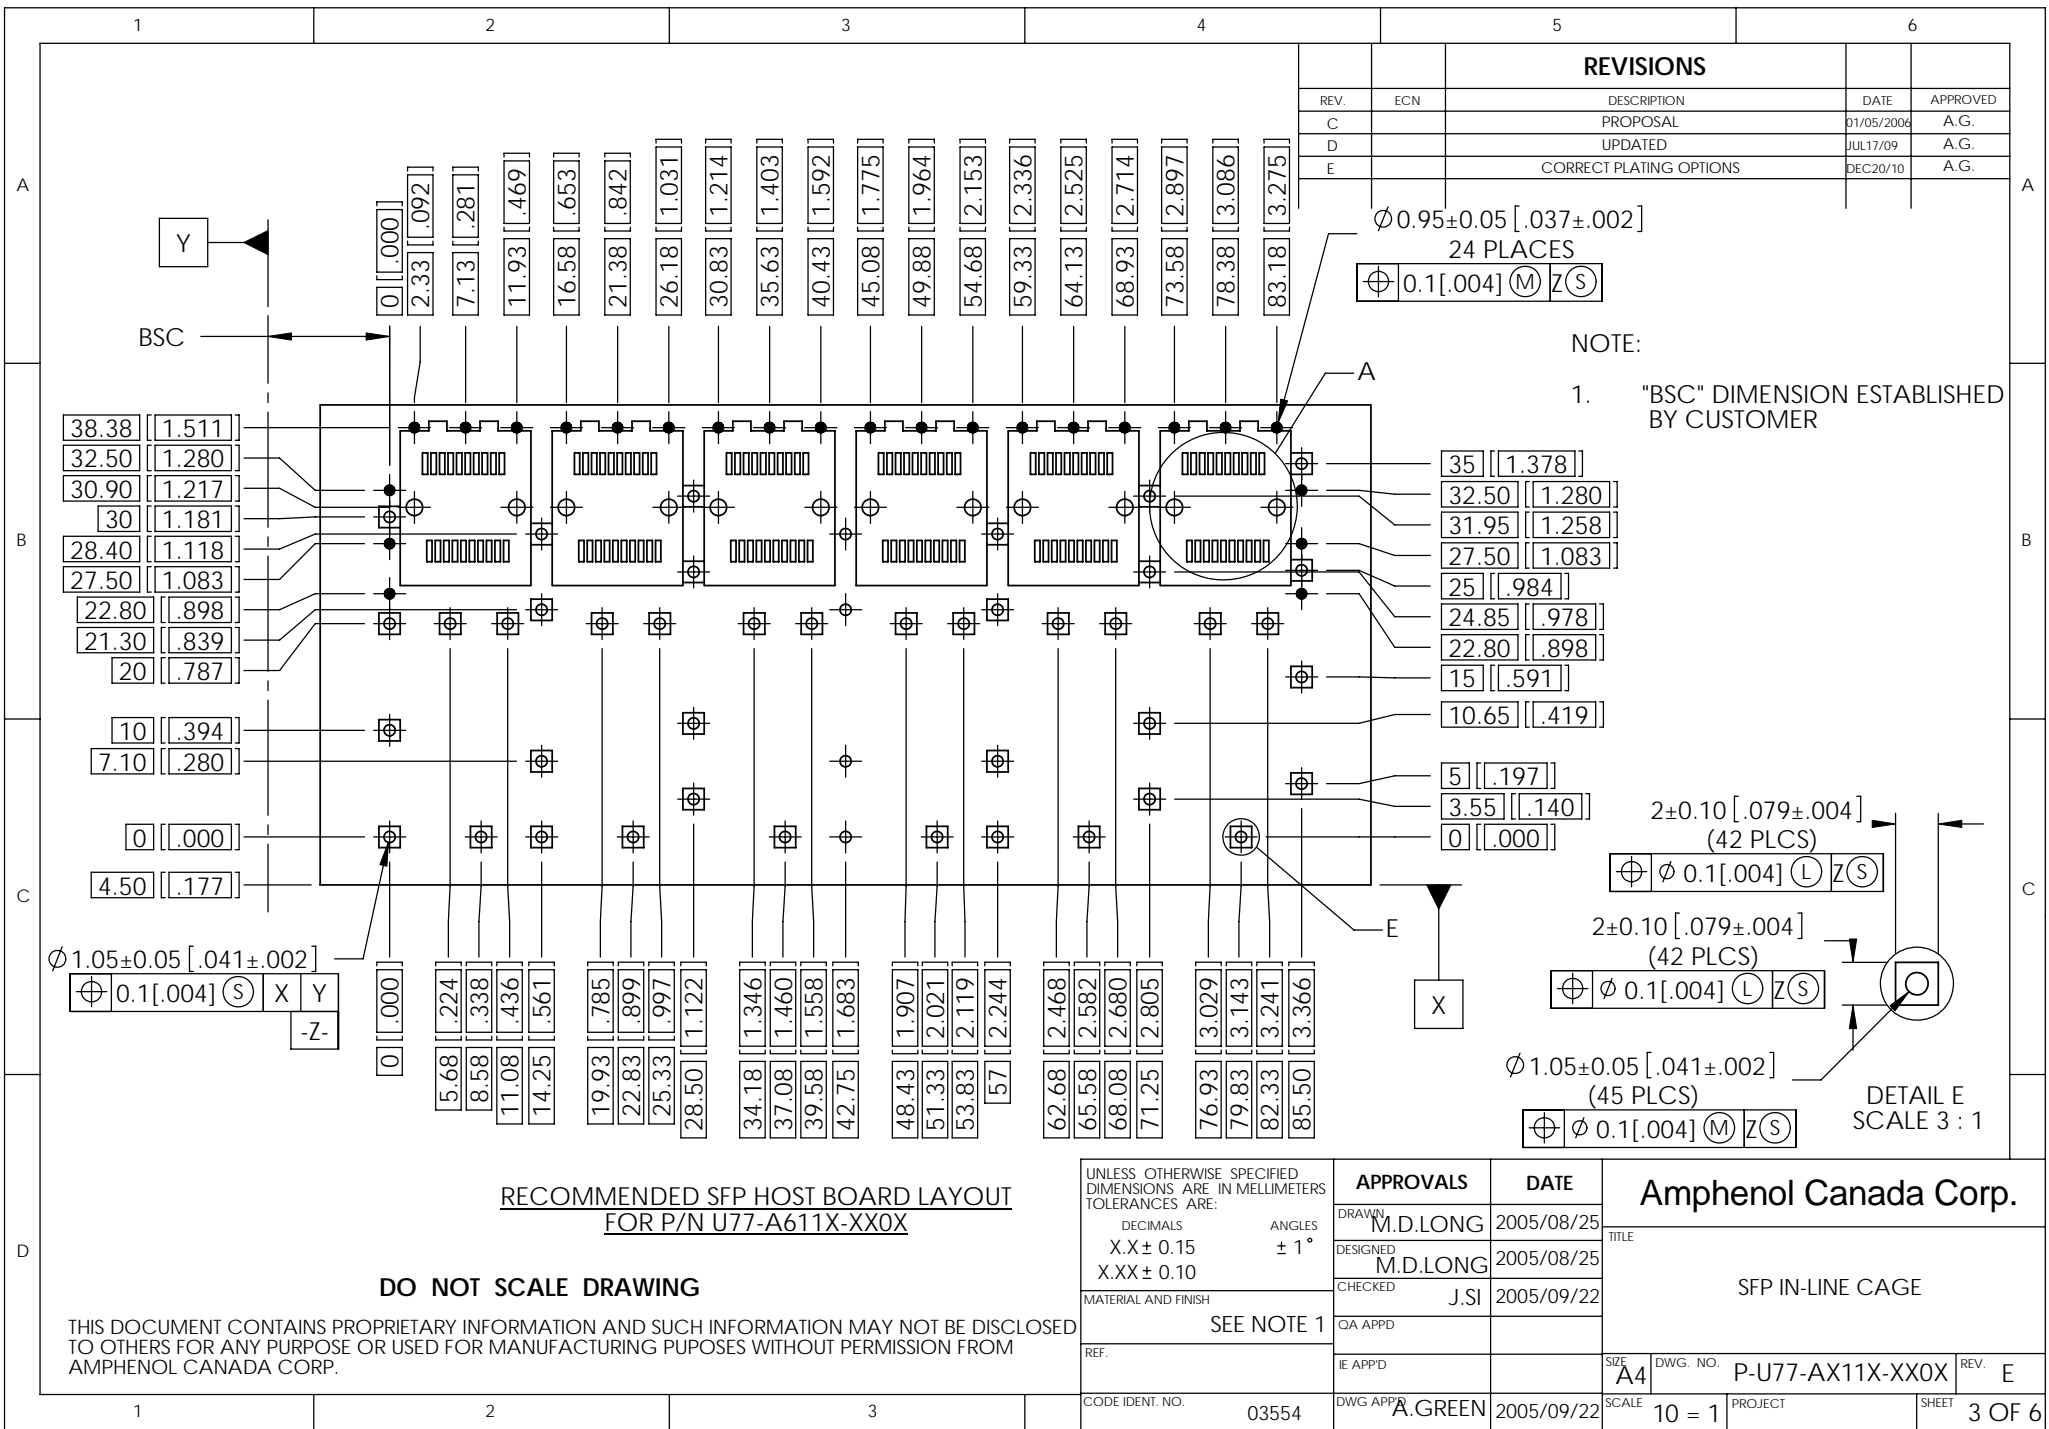 1 2 3 4 5 6
REVISIONS
REV. ECN DESCRIPTION DATE APPROVED
C PROPOSAL 01/05/2006 A.G.
D UPDATED JUL17/09 A.G.
E CORRECT PLATING OPTIONS DEC20/10 A.G.
A
A
Y
BSC
0 [.000]
2.33 [.092]
7.13 [.281]
11.93 [.469]
16.58 [.653]
21.38 [.842]
26.18 [1.031]
30.83 [1.214]
35.63 [1.403]
40.43 [1.592]
45.08 [1.775]
49.88 [1.964]
54.68 [2.153]
59.33 [2.336]
64.13 [2.525]
68.93 [2.714]
73.58 [2.897]
78.38 [3.086]
83.18 [3.275]
Ø0.95±0.05 [.037±.002]
24 PLACES
⌖ 0.1[.004] Ⓜ ZⓈ
A
NOTE:
1. "BSC" DIMENSION ESTABLISHED
BY CUSTOMER
B
B
38.38 [1.511]
32.50 [1.280]
30.90 [1.217]
30 [1.181]
28.40 [1.118]
27.50 [1.083]
22.80 [.898]
21.30 [.839]
20 [.787]
10 [.394]
7.10 [.280]
0 [.000]
4.50 [.177]
35 [1.378]
32.50 [1.280]
31.95 [1.258]
27.50 [1.083]
25 [.984]
24.85 [.978]
22.80 [.898]
15 [.591]
10.65 [.419]
5 [.197]
3.55 [.140]
0 [.000]
C
C
E
X
Ø1.05±0.05 [.041±.002]
⌖ 0.1[.004] Ⓢ X Y
-Z-
0 [.000]
5.68 [.224]
8.58 [.338]
11.08 [.436]
14.25 [.561]
19.93 [.785]
22.83 [.899]
25.33 [.997]
28.50 [1.122]
34.18 [1.346]
37.08 [1.460]
39.58 [1.558]
42.75 [1.683]
48.43 [1.907]
51.33 [2.021]
53.83 [2.119]
57 [2.244]
62.68 [2.468]
65.58 [2.582]
68.08 [2.680]
71.25 [2.805]
76.93 [3.029]
79.83 [3.143]
82.33 [3.241]
85.50 [3.366]
2±0.10 [.079±.004]
(42 PLCS)
⌖ Ø 0.1[.004] Ⓛ ZⓈ
2±0.10 [.079±.004]
(42 PLCS)
⌖ Ø 0.1[.004] Ⓛ ZⓈ
Ø1.05±0.05 [.041±.002]
(45 PLCS)
⌖ Ø 0.1[.004] Ⓜ ZⓈ
DETAIL E
SCALE 3 : 1
D
RECOMMENDED SFP HOST BOARD LAYOUT
FOR P/N U77-A611X-XX0X
DO NOT SCALE DRAWING
THIS DOCUMENT CONTAINS PROPRIETARY INFORMATION AND SUCH INFORMATION MAY NOT BE DISCLOSED
TO OTHERS FOR ANY PURPOSE OR USED FOR MANUFACTURING PUPOSES WITHOUT PERMISSION FROM
AMPHENOL CANADA CORP.
UNLESS OTHERWISE SPECIFIED
DIMENSIONS ARE IN MELLIMETERS
TOLERANCES ARE:
DECIMALS ANGLES
X.X ± 0.15 ± 1°
X.XX ± 0.10
MATERIAL AND FINISH
SEE NOTE 1
REF.
CODE IDENT. NO. 03554
APPROVALS DATE
DRAWN M.D.LONG 2005/08/25
DESIGNED M.D.LONG 2005/08/25
CHECKED J.SI 2005/09/22
QA APPD
IE APP'D
DWG APP'D A.GREEN 2005/09/22
Amphenol Canada Corp.
TITLE
SFP IN-LINE CAGE
SIZE A4 DWG. NO. P-U77-AX11X-XX0X REV. E
SCALE 10 = 1 PROJECT SHEET 3 OF 6
1 2 3